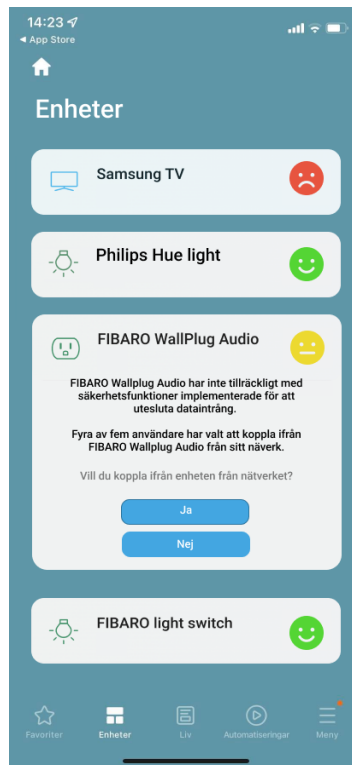 14:23
◀ App Store
Enheter
Samsung TV
Philips Hue light
FIBARO WallPlug Audio
FIBARO Wallplug Audio har inte tillräckligt med
säkerhetsfunktioner implementerade för att
utesluta dataintrång.
Fyra av fem användare har valt att koppla ifrån
FIBARO Wallplug Audio från sitt näverk.
Vill du koppla ifrån enheten från nätverket?
Ja
Nej
FIBARO light switch
Favoriter Enheter Liv Automatiseringar Meny